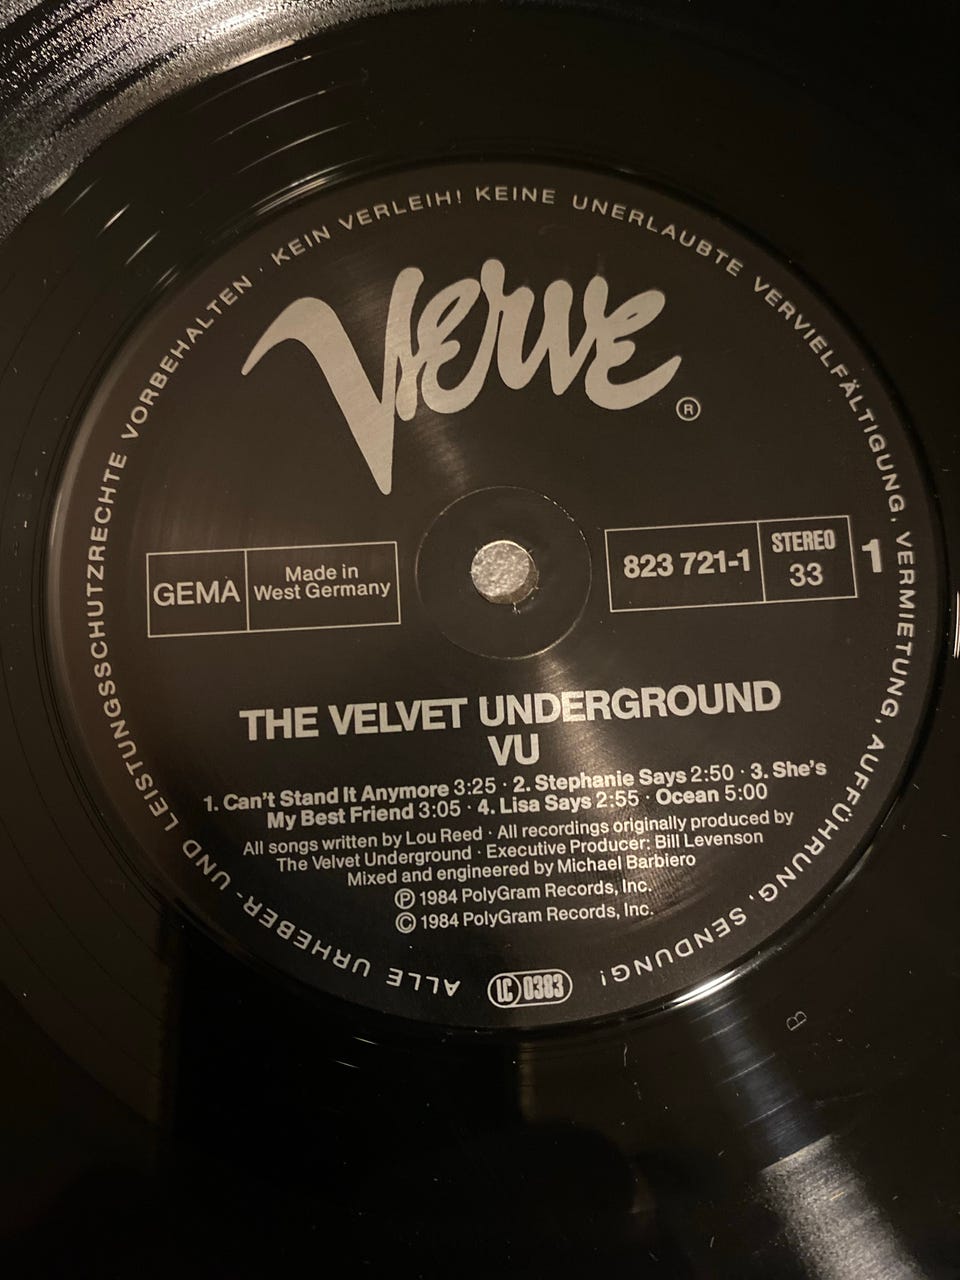 ALLE URHEBER- UND LEISTUNGSSCHUTZRECHTE VORBEHALTEN · KEIN VERLEIH! KEINE UNERLAUBTE VERVIELFÄLTIGUNG, VERMIETUNG, AUFFÜHRUNG, SENDUNG!
Verve
®
GEMA
Made in
West Germany
823 721-1
STEREO
33
1
THE VELVET UNDERGROUND
VU
1. Can't Stand It Anymore 3:25 · 2. Stephanie Says 2:50 · 3. She's
My Best Friend 3:05 · 4. Lisa Says 2:55 · Ocean 5:00
All songs written by Lou Reed · All recordings originally produced by
The Velvet Underground · Executive Producer: Bill Levenson
Mixed and engineered by Michael Barbiero
Ⓟ 1984 PolyGram Records, Inc.
© 1984 PolyGram Records, Inc.
LC 0383
B